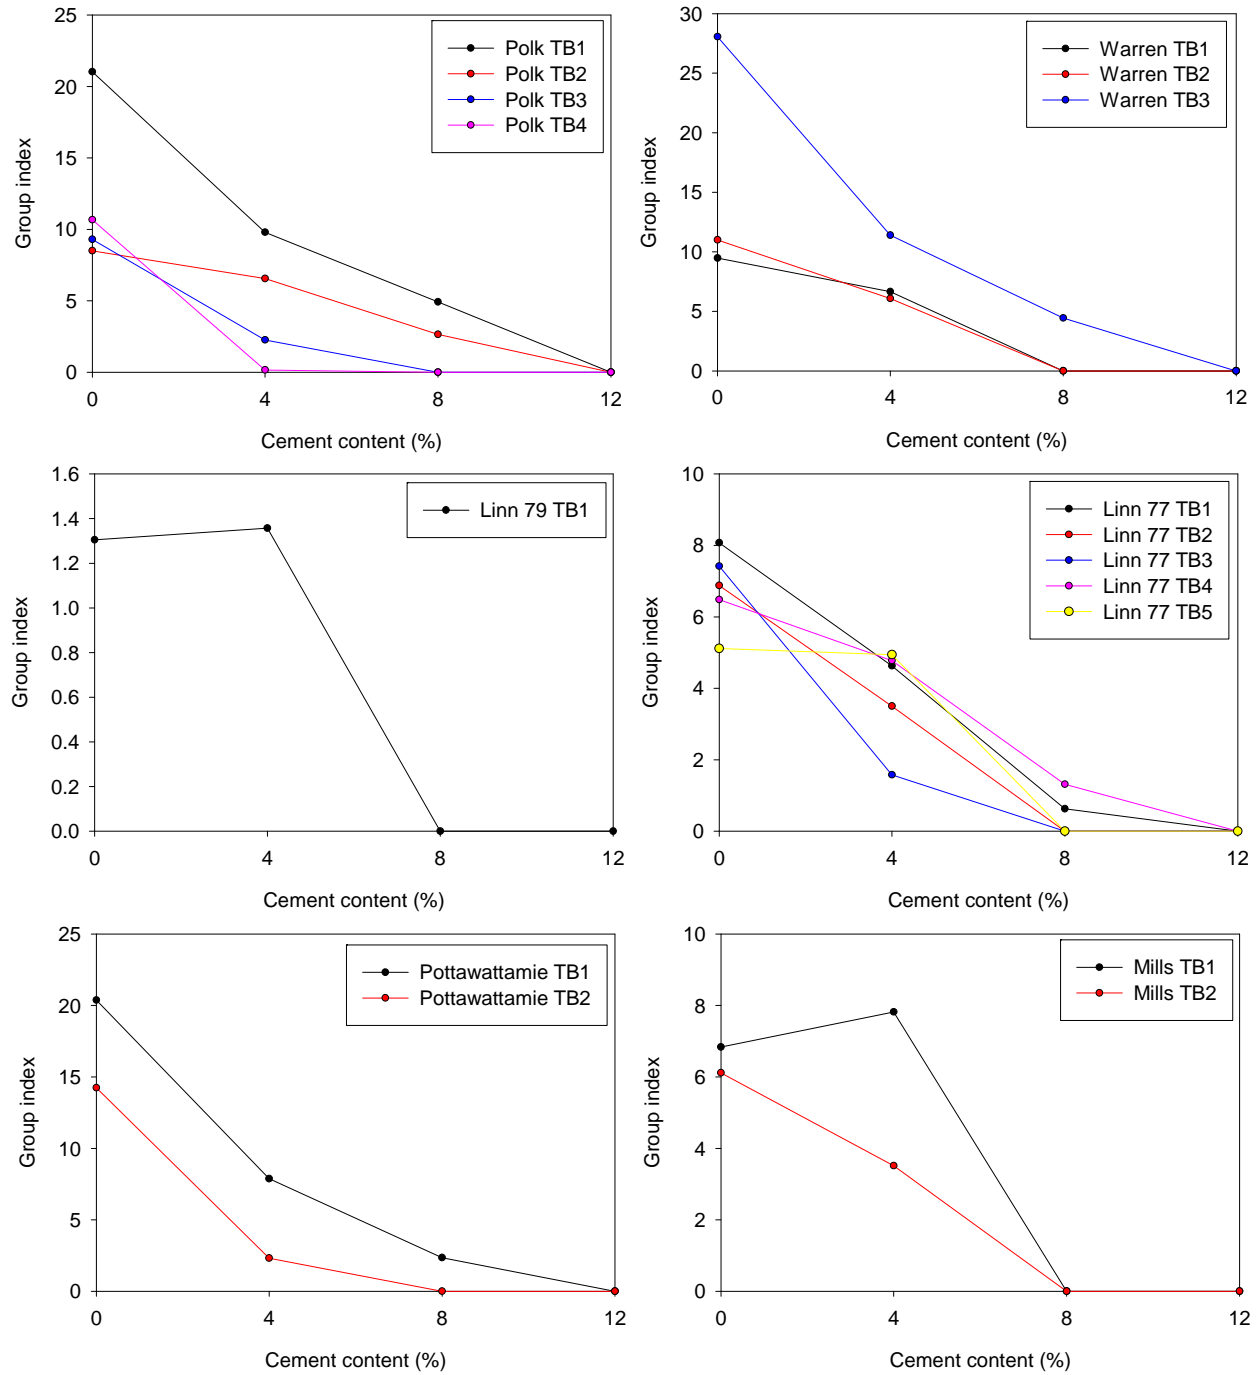 25
20
15
10
5
0
Group index
Polk TB1
Polk TB2
Polk TB3
Polk TB4
0 4 8 12
Cement content (%)
30
25
20
15
10
5
0
Group index
Warren TB1
Warren TB2
Warren TB3
0 4 8 12
Cement content (%)
1.6
1.4
1.2
1.0
0.8
0.6
0.4
0.2
0.0
Group index
Linn 79 TB1
0 4 8 12
Cement content (%)
10
8
6
4
2
0
Group index
Linn 77 TB1
Linn 77 TB2
Linn 77 TB3
Linn 77 TB4
Linn 77 TB5
0 4 8 12
Cement content (%)
25
20
15
10
5
0
Group index
Pottawattamie TB1
Pottawattamie TB2
0 4 8 12
Cement content (%)
10
8
6
4
2
0
Group index
Mills TB1
Mills TB2
0 4 8 12
Cement content (%)